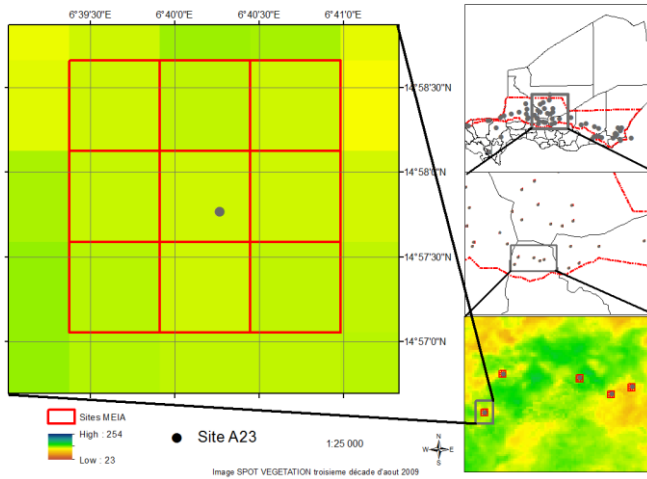 6°39'30"E 6°40'0"E 6°40'30"E 6°41'0"E
14°58'30"N
14°58'0"N
14°57'30"N
14°57'0"N
Sites MEIA
High : 254
Low : 23
Site A23
1:25 000
N
W E
S
Image SPOT VEGETATION troisieme décade d'aout 2009